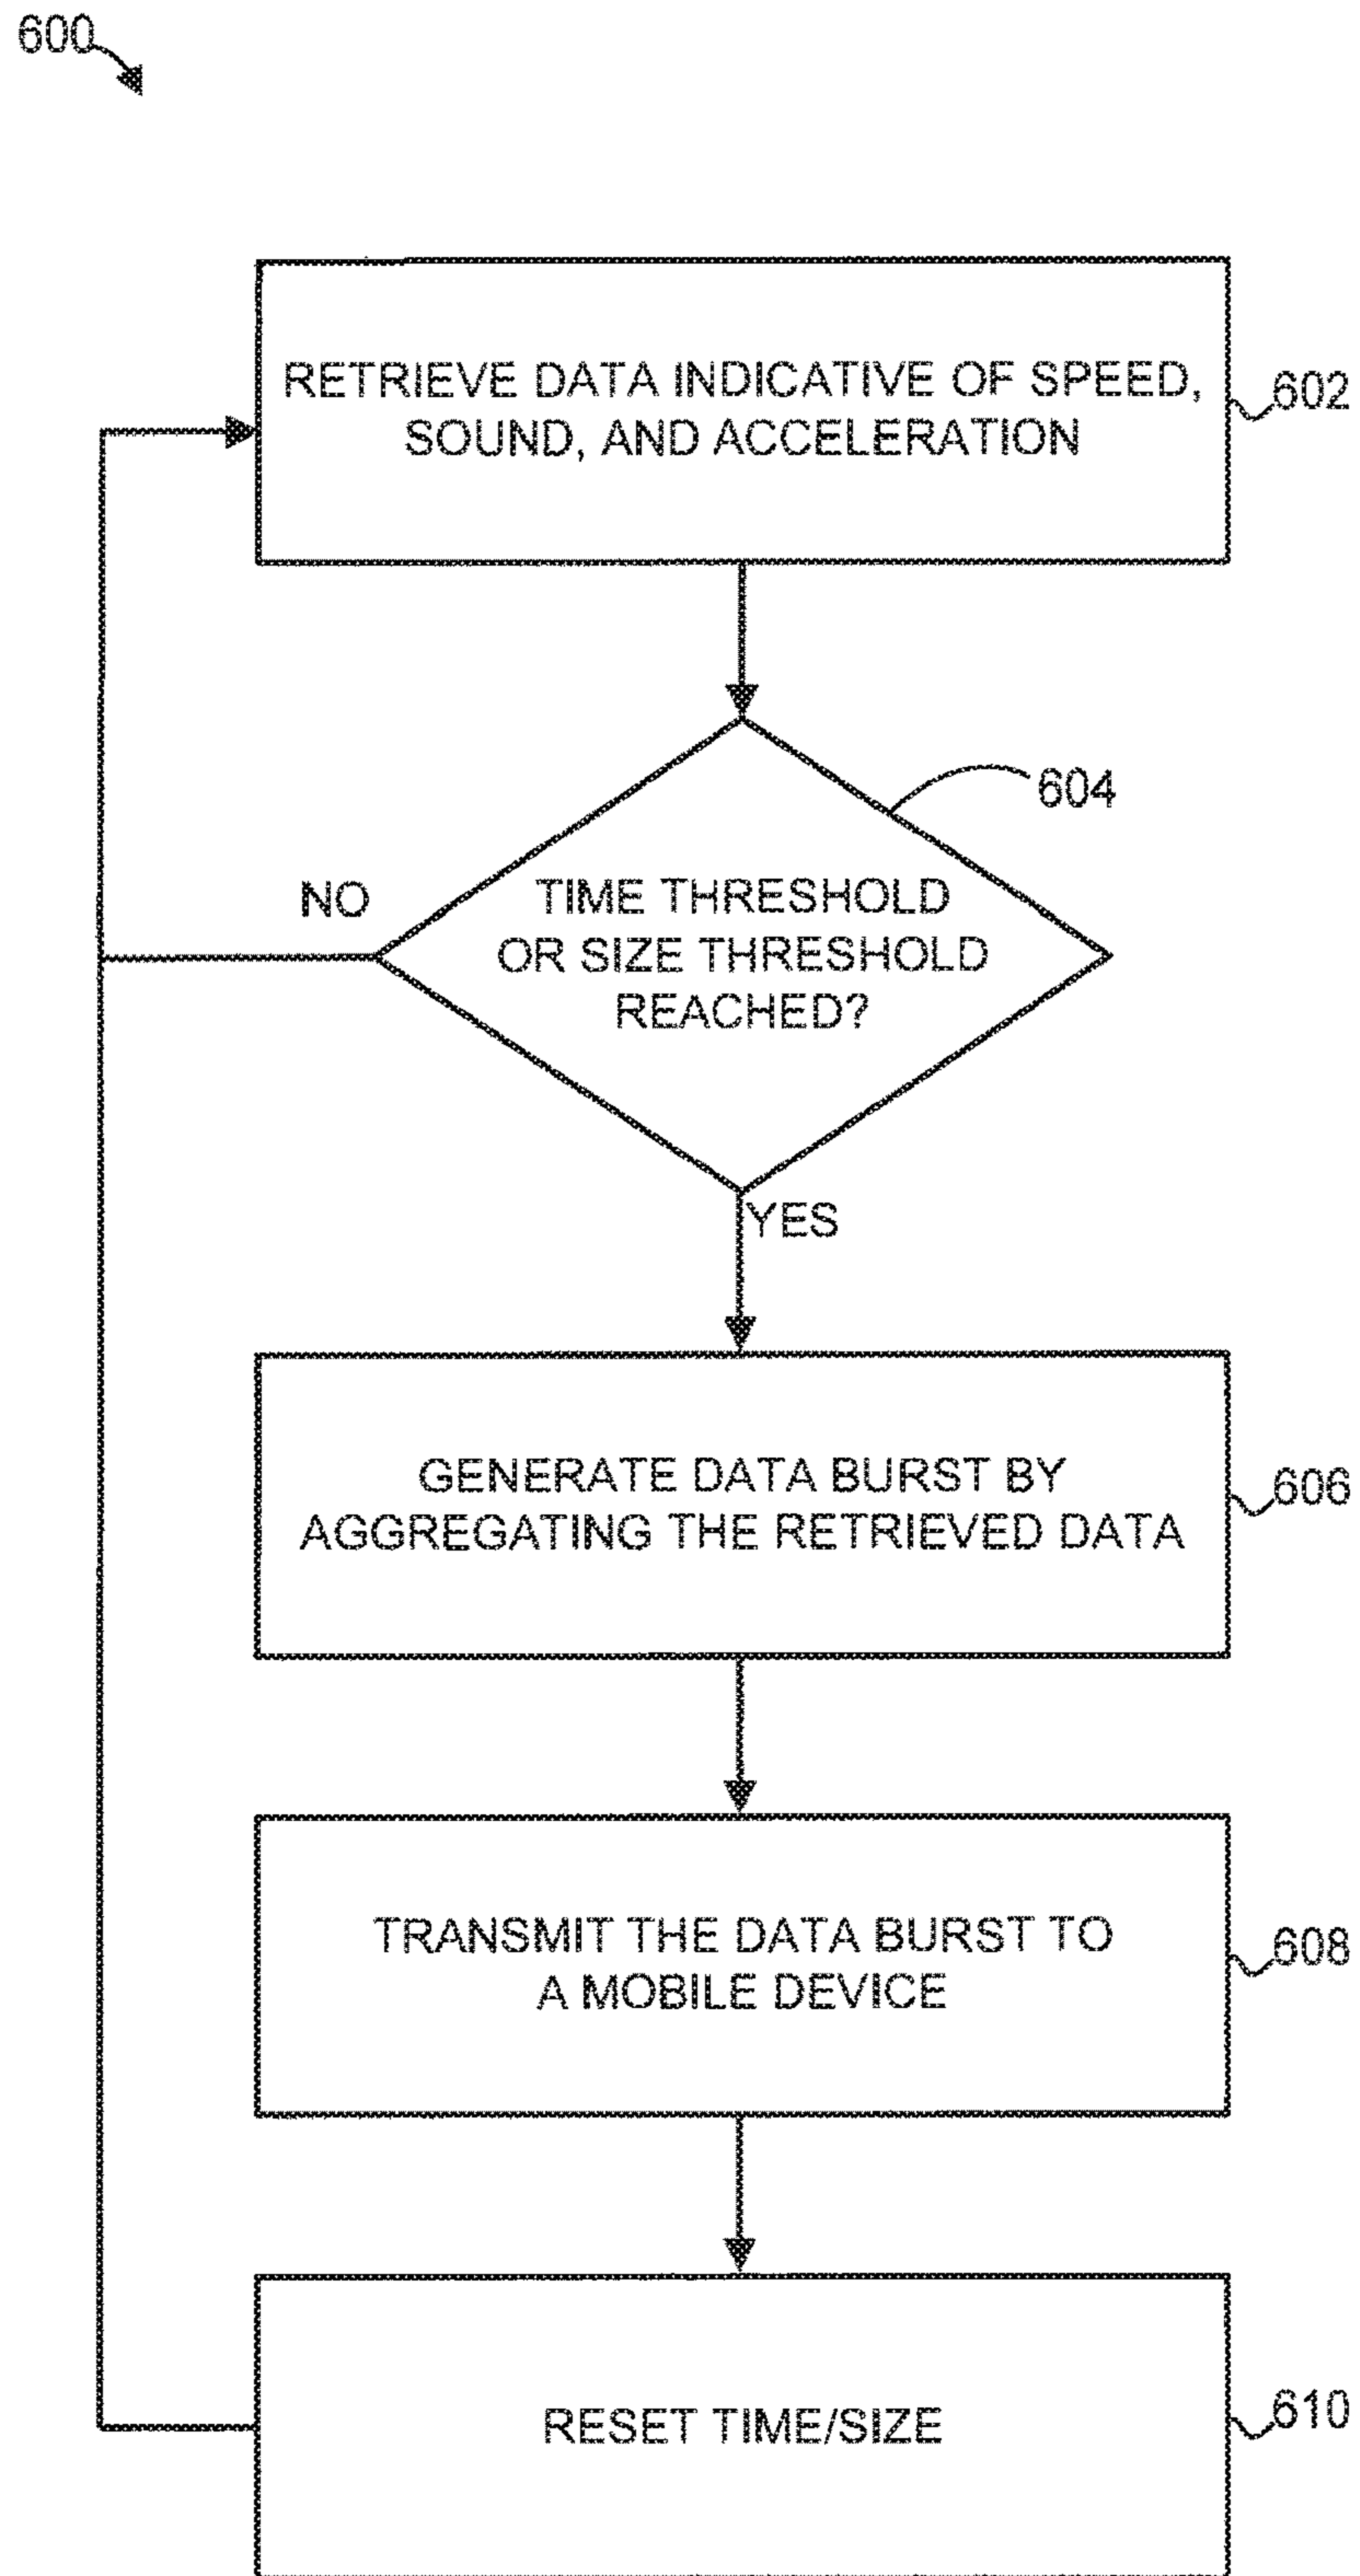 600
RETRIEVE DATA INDICATIVE OF SPEED,
SOUND, AND ACCELERATION
602
604
NO
TIME THRESHOLD
OR SIZE THRESHOLD
REACHED?
YES
GENERATE DATA BURST BY
AGGREGATING THE RETRIEVED DATA
606
TRANSMIT THE DATA BURST TO
A MOBILE DEVICE
608
RESET TIME/SIZE
610